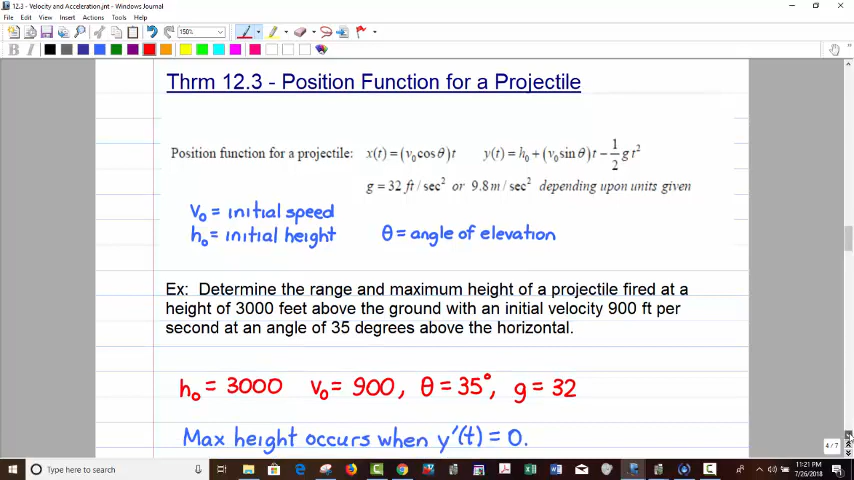 12.3 - Velocity and Acceleration.jnt - Windows Journal
File Edit View Insert Actions Tools Help
150%
B I
Thrm 12.3 - Position Function for a Projectile
Position function for a projectile: x(t) = (v₀cosθ)t y(t) = h₀ + (v₀sinθ)t − 1/2 gt²
g = 32 ft / sec² or 9.8 m / sec² depending upon units given
v₀ = initial speed
h₀ = initial height θ = angle of elevation
Ex: Determine the range and maximum height of a projectile fired at a
height of 3000 feet above the ground with an initial velocity 900 ft per
second at an angle of 35 degrees above the horizontal.
h₀ = 3000 v₀ = 900, θ = 35°, g = 32
Max height occurs when y′(t) = 0.
4 / 7
Type here to search
11:21 PM
7/26/2018